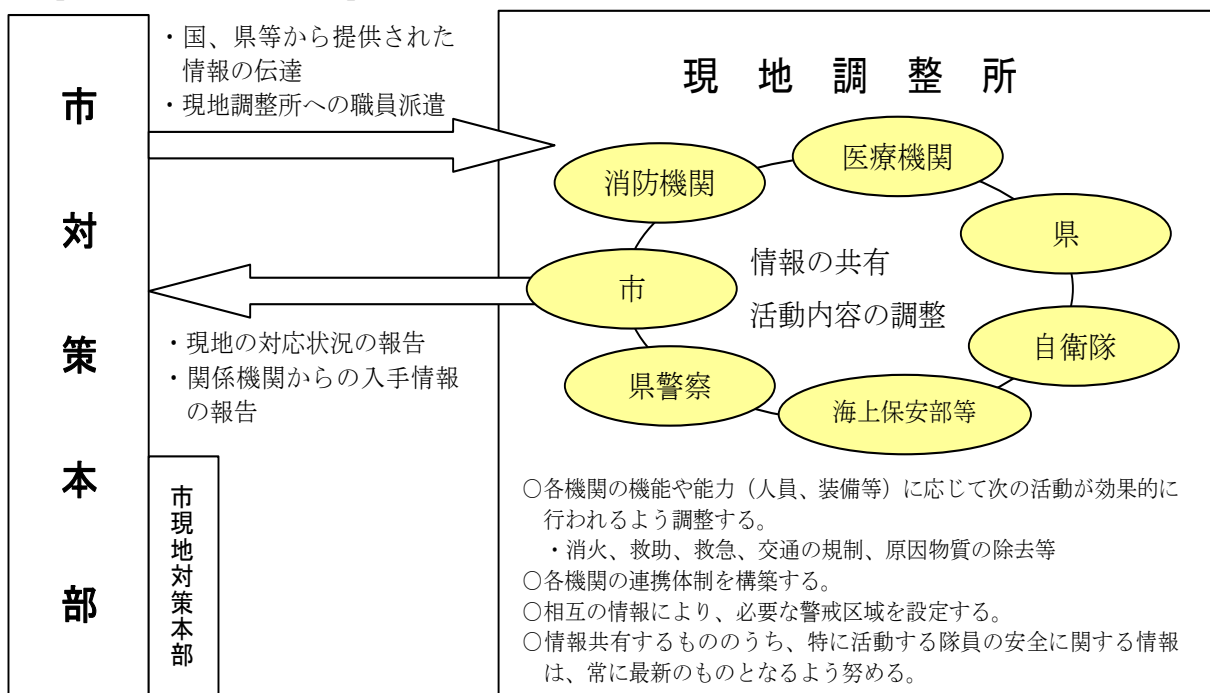 市対策本部
・国、県等から提供された
情報の伝達
・現地調整所への職員派遣
・現地の対応状況の報告
・関係機関からの入手情報
の報告
市現地対策本部
現地調整所
医療機関
消防機関
県
市
情報の共有
活動内容の調整
自衛隊
県警察
海上保安部等
○各機関の機能や能力（人員、装備等）に応じて次の活動が効果的に
行われるよう調整する。
・消火、救助、救急、交通の規制、原因物質の除去等
○各機関の連携体制を構築する。
○相互の情報により、必要な警戒区域を設定する。
○情報共有するもののうち、特に活動する隊員の安全に関する情報
は、常に最新のものとなるよう努める。